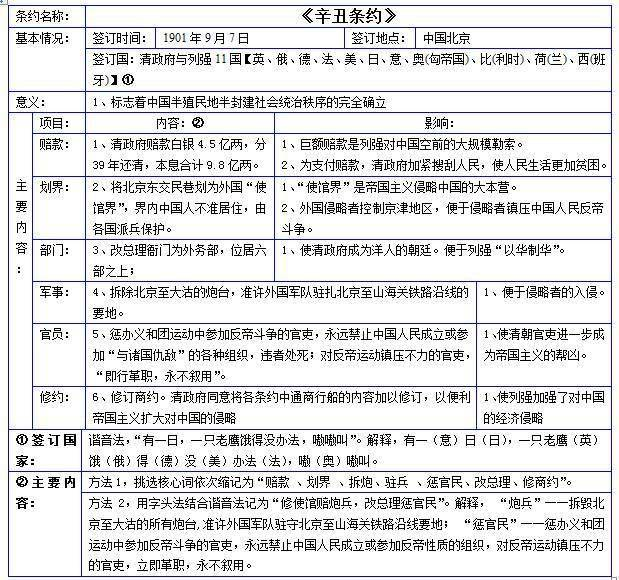 条约名称：
《辛丑条约》
基本情况：
签订时间：
1901年9月7日
签订地点：
中国北京
签订国：清政府与列强11国【英、俄、德、法、美、日、意、奥(匈帝国)、比(利时)、荷(兰)、西(班
牙)】①
意义：
1、标志着中国半殖民地半封建社会统治秩序的完全确立
主要内容：
项目：
内容：②
影响：
赔款：
1、清政府赔款白银4.5亿两，分
39年还清，本息合计9.8亿两。
1、巨额赔款是列强对中国空前的大规模勒索。
2、为支付赔款，清政府加紧搜刮人民，使人民生活更加贫困。
划界：
2、将北京东交民巷划为外国“使
馆界”，界内中国人不准居住，由
各国派兵保护。
1、“使馆界”是帝国主义侵略中国的大本营。
2、外国侵略者控制京津地区，便于侵略者镇压中国人民反帝
斗争。
部门：
3、改总理衙门为外务部，位居六
部之上；
1、使清政府成为洋人的朝廷。便于列强“以华制华”。
军事：
4、拆除北京至大沽的炮台，准许外国军队驻扎北京至山海关铁路沿线的
要地。
1、便于侵略者的入侵。
官员：
5、惩办义和团运动中参加反帝斗争的官吏，永远禁止中国人民成立或参
加“与诸国仇敌”的各种组织，违者处死；对反帝运动镇压不力的官吏，
“即行革职，永不叙用”。
1、使清朝官吏进一步成
为帝国主义的帮凶。
修约：
6、修订商约。清政府同意将各条约中通商行船的内容加以修订，以便利
帝国主义扩大对中国的侵略
1、使列强加强了对中国
的经济侵略
①签订国
家：
谐音法，“有一日，一只老鹰饿得没办法，嗷嗷叫”。解释，有一（意）日（日），一只老鹰（英）
饿（俄）得（德）没（美）办法（法），嗷（奥）嗷叫。
②主要内
容：
方法1，挑选核心词依次缩记为“赔款 、划界 、拆炮、驻兵 、惩官民、改总理、修商约”。
方法 2，用字头法结合谐音法记为“修使馆赔炮兵，改总理惩官民”。解释， “炮兵”——拆毁北
京至大沽的所有炮台,准许外国军队驻守北京至山海关铁路沿线要地； “惩官民”——惩办义和团
运动中参加反帝斗争的官吏，永远禁止中国人民成立或参加反帝性质的组织，对反帝运动镇压不力
的官吏，立即革职，永不叙用。